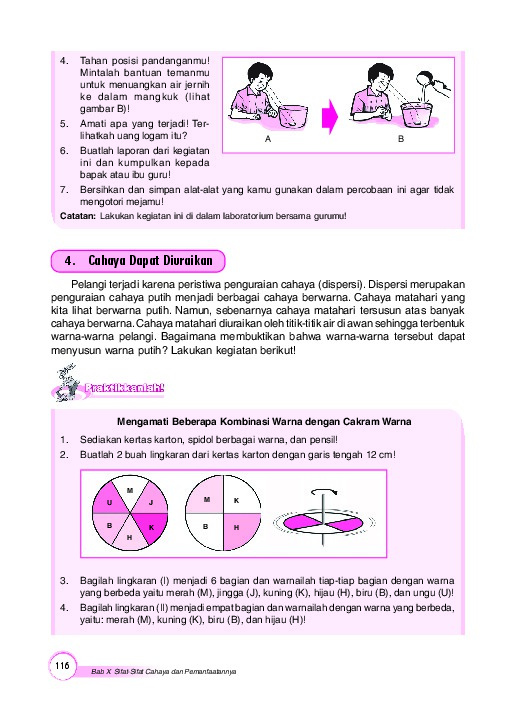 4. Tahan posisi pandanganmu!
Mintalah bantuan temanmu
untuk menuangkan air jernih
ke dalam mangkuk (lihat
gambar B)!
5. Amati apa yang terjadi! Ter-
lihatkah uang logam itu?
6. Buatlah laporan dari kegiatan
ini dan kumpulkan kepada
bapak atau ibu guru!
A B
7. Bersihkan dan simpan alat-alat yang kamu gunakan dalam percobaan ini agar tidak
mengotori mejamu!
Catatan: Lakukan kegiatan ini di dalam laboratorium bersama gurumu!
4. Cahaya Dapat Diuraikan
Pelangi terjadi karena peristiwa penguraian cahaya (dispersi). Dispersi merupakan
penguraian cahaya putih menjadi berbagai cahaya berwarna. Cahaya matahari yang
kita lihat berwarna putih. Namun, sebenarnya cahaya matahari tersusun atas banyak
cahaya berwarna. Cahaya matahari diuraikan oleh titik-titik air di awan sehingga terbentuk
warna-warna pelangi. Bagaimana membuktikan bahwa warna-warna tersebut dapat
menyusun warna putih? Lakukan kegiatan berikut!
Praktikkanlah!
Mengamati Beberapa Kombinasi Warna dengan Cakram Warna
1. Sediakan kertas karton, spidol berbagai warna, dan pensil!
2. Buatlah 2 buah lingkaran dari kertas karton dengan garis tengah 12 cm!
M
U J
B K
H
M K
B H
3. Bagilah lingkaran (I) menjadi 6 bagian dan warnailah tiap-tiap bagian dengan warna
yang berbeda yaitu merah (M), jingga (J), kuning (K), hijau (H), biru (B), dan ungu (U)!
4. Bagilah lingkaran (II) menjadi empat bagian dan warnailah dengan warna yang berbeda,
yaitu: merah (M), kuning (K), biru (B), dan hijau (H)!
116
Bab X Sifat-Sifat Cahaya dan Pemanfaatannya